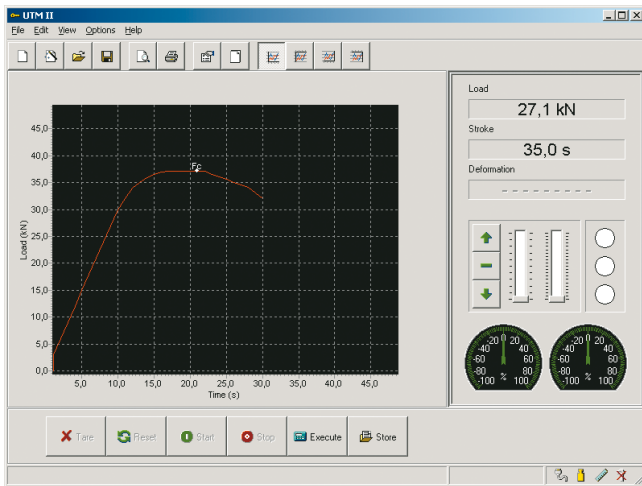 UTM II
File Edit View Options Help
Load
27,1 kN
Stroke
35,0 s
Deformation
- - - - - - - - -
Load (kN)
45,0
40,0
35,0
30,0
25,0
20,0
15,0
10,0
5,0
0,0
Fc
5,0 10,0 15,0 20,0 25,0 30,0 35,0 40,0 45,0
Time (s)
-20 0 20
-40 40
-60 60
-80 80
-100 % 100
-20 0 20
-40 40
-60 60
-80 80
-100 % 100
Tare Reset Start Stop Execute Store